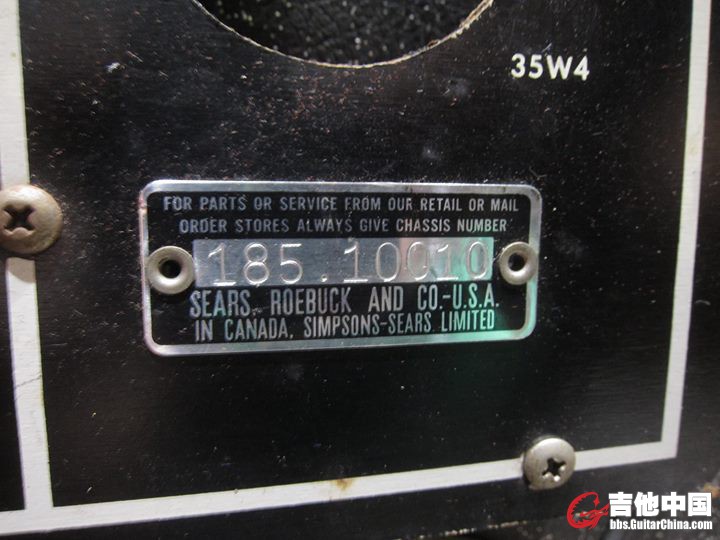 35W4
FOR PARTS OR SERVICE FROM OUR RETAIL OR MAIL
ORDER STORES ALWAYS GIVE CHASSIS NUMBER
185.10010
SEARS, ROEBUCK AND CO.-U.S.A.
IN CANADA, SIMPSONS-SEARS LIMITED
吉他中国
bbs.GuitarChina.com